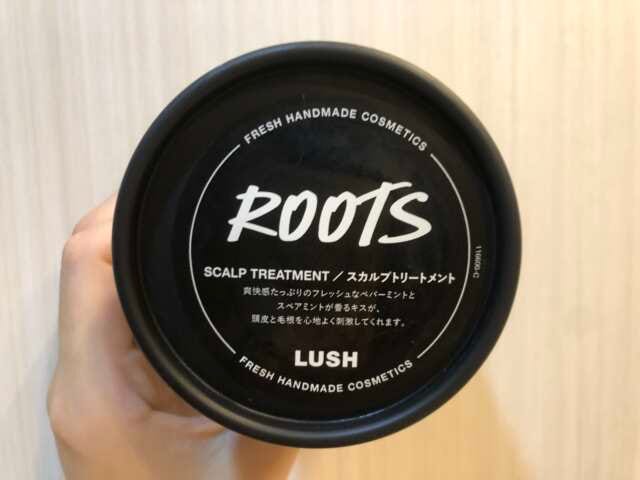 FRESH HANDMADE COSMETICS
ROOTS
SCALP TREATMENT / スカルプトリートメント
爽快感たっぷりのフレッシュなペパーミントと
スペアミントが香るキスが、
頭皮と毛根を心地よく刺激してくれます。
LUSH
FRESH HANDMADE COSMETICS